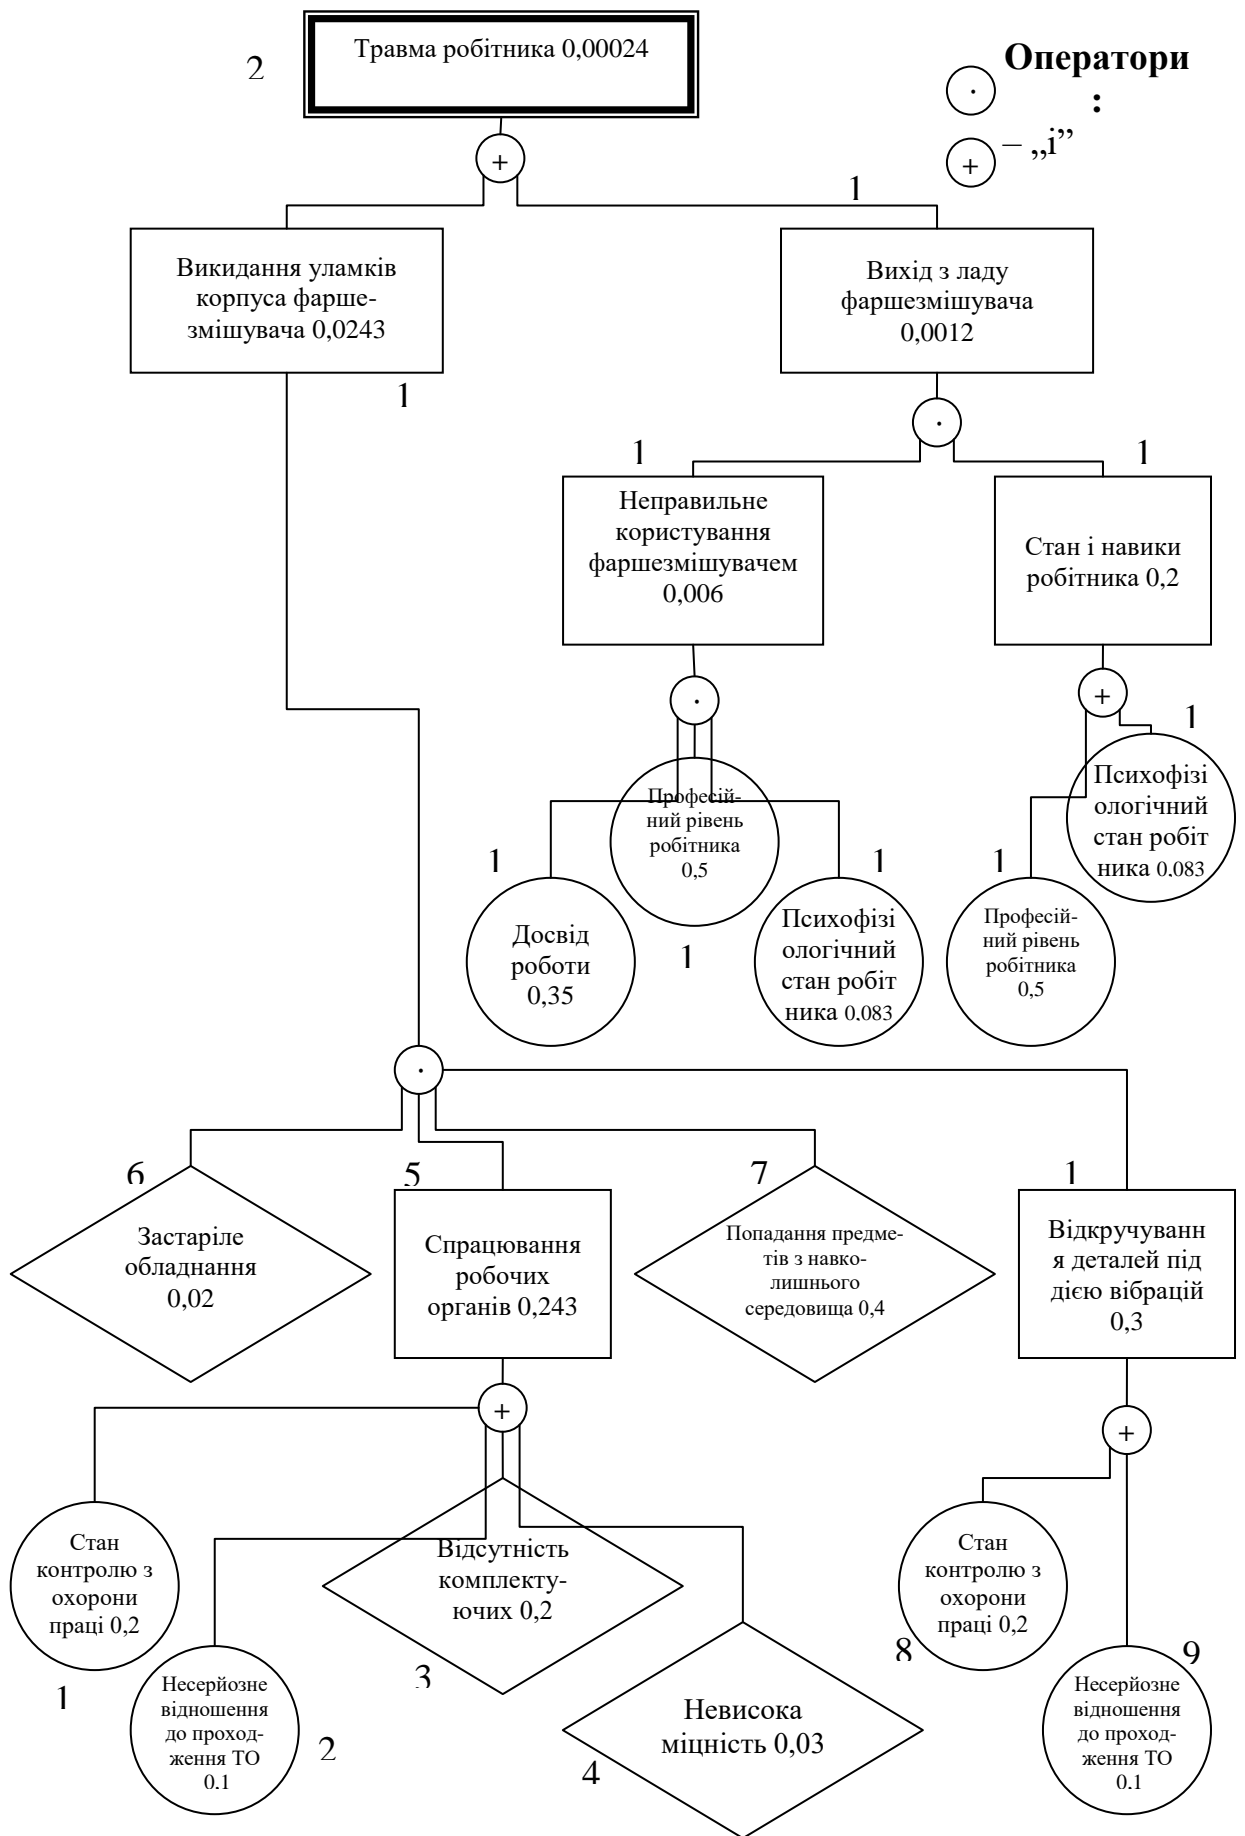 Травма робітника 0,00024
2
Оператори
:
·
– „і”
+
+
1
Викидання уламків
корпуса фарше-
змішувача 0,0243
1
Вихід з ладу
фаршезмішувача
0,0012
·
1
1
Неправильне
користування
фаршезмішувачем
0,006
Стан і навики
робітника 0,2
·
+
1
Психофізі
ологічний
стан робіт
ника 0,083
Професій-
ний рівень
робітника
0,5
1
1
1
1
Досвід
роботи
0,35
Психофізі
ологічний
стан робіт
ника 0,083
Професій-
ний рівень
робітника
0,5
·
6
5
7
1
Застаріле
обладнання
0,02
Спрацювання
робочих
органів 0,243
Попадання предме-
тів з навко-
лишнього
середовища 0,4
Відкручуванн
я деталей під
дією вібрацій
0,3
+
+
Стан
контролю з
охорони
праці 0,2
1
Несерйозне
відношення
до проход-
ження ТО
0,1
2
Відсутність
комплекту-
ючих 0,2
3
Невисока
міцність 0,03
4
Стан
контролю з
охорони
праці 0,2
8
9
Несерйозне
відношення
до проход-
ження ТО
0,1